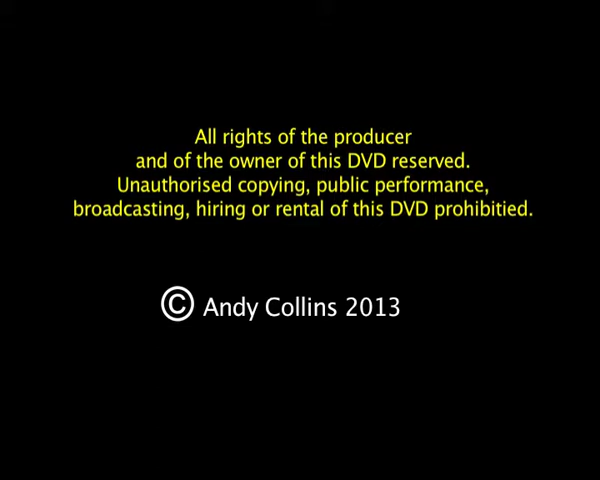 All rights of the producer
and of the owner of this DVD reserved.
Unauthorised copying, public performance,
broadcasting, hiring or rental of this DVD prohibitied.
© Andy Collins 2013